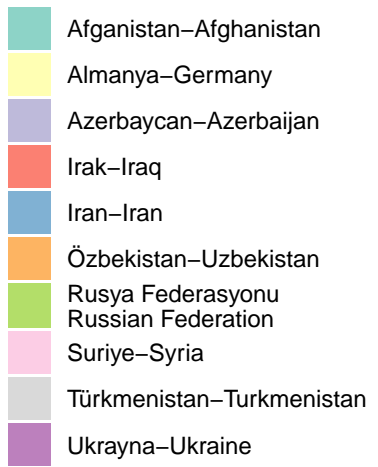 Afganistan−Afghanistan
Almanya−Germany
Azerbaycan−Azerbaijan
Irak−Iraq
Iran−Iran
Özbekistan−Uzbekistan
Rusya Federasyonu
Russian Federation
Suriye−Syria
Türkmenistan−Turkmenistan
Ukrayna−Ukraine